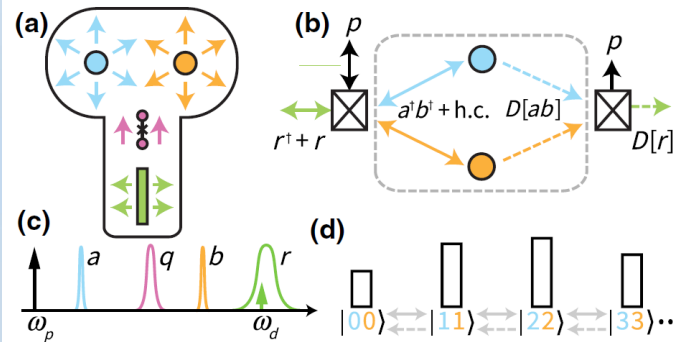 (a)
(b)
p
p
a†b† + h.c.
D[ab]
r† + r
D[r]
(c)
a
q
b
r
ωp
ωd
(d)
|00⟩ |11⟩ |22⟩ |33⟩ ··